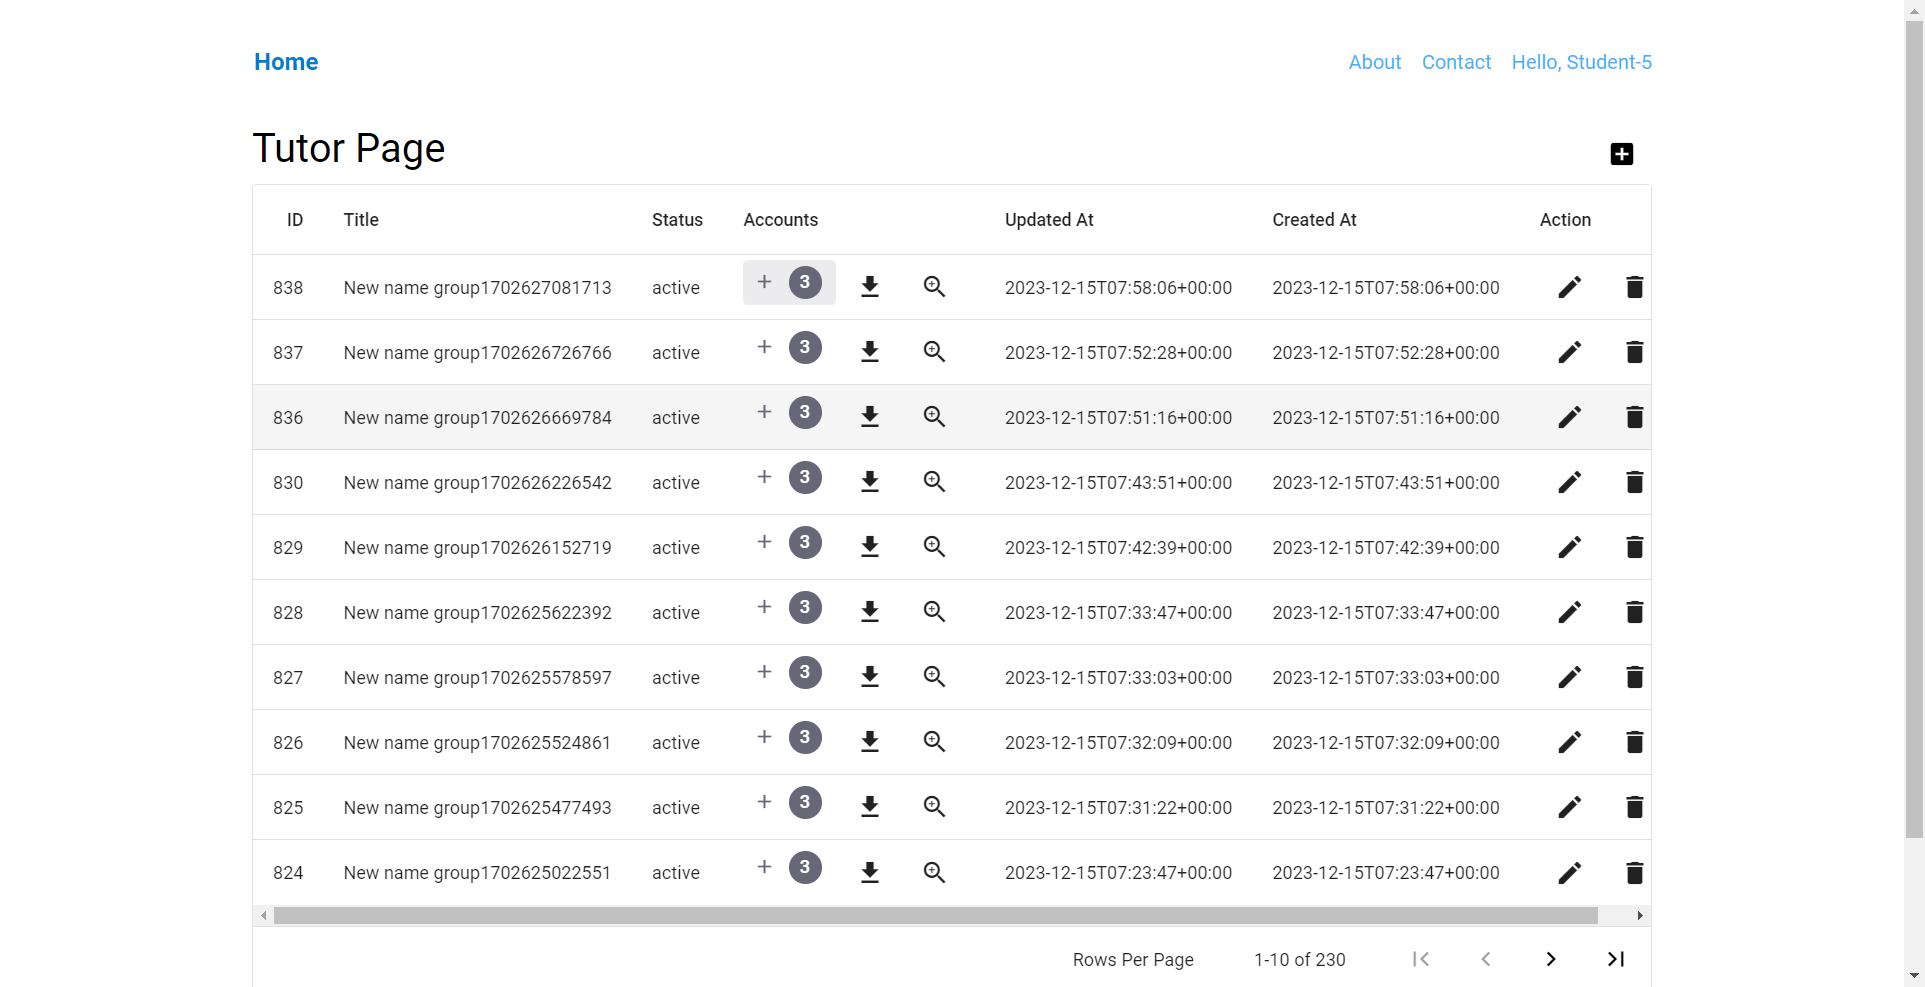 Home About Contact Hello, Student-5
Tutor Page
ID Title Status Accounts Updated At Created At Action
838 New name group1702627081713 active + 3 2023-12-15T07:58:06+00:00 2023-12-15T07:58:06+00:00
837 New name group1702626726766 active + 3 2023-12-15T07:52:28+00:00 2023-12-15T07:52:28+00:00
836 New name group1702626669784 active + 3 2023-12-15T07:51:16+00:00 2023-12-15T07:51:16+00:00
830 New name group1702626226542 active + 3 2023-12-15T07:43:51+00:00 2023-12-15T07:43:51+00:00
829 New name group1702626152719 active + 3 2023-12-15T07:42:39+00:00 2023-12-15T07:42:39+00:00
828 New name group1702625622392 active + 3 2023-12-15T07:33:47+00:00 2023-12-15T07:33:47+00:00
827 New name group1702625578597 active + 3 2023-12-15T07:33:03+00:00 2023-12-15T07:33:03+00:00
826 New name group1702625524861 active + 3 2023-12-15T07:32:09+00:00 2023-12-15T07:32:09+00:00
825 New name group1702625477493 active + 3 2023-12-15T07:31:22+00:00 2023-12-15T07:31:22+00:00
824 New name group1702625022551 active + 3 2023-12-15T07:23:47+00:00 2023-12-15T07:23:47+00:00
Rows Per Page 1-10 of 230